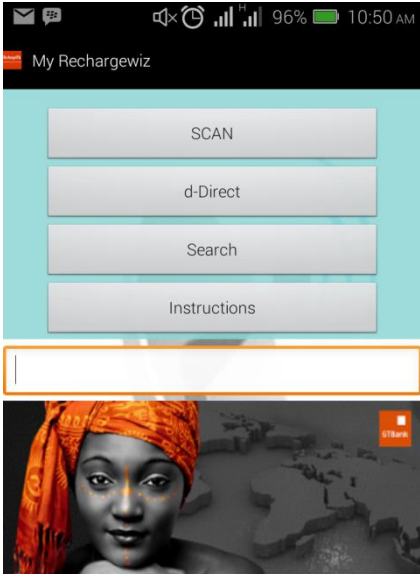 H
96% 10:50 AM
My Rechargewiz
SCAN
d-Direct
Search
Instructions
GTBank